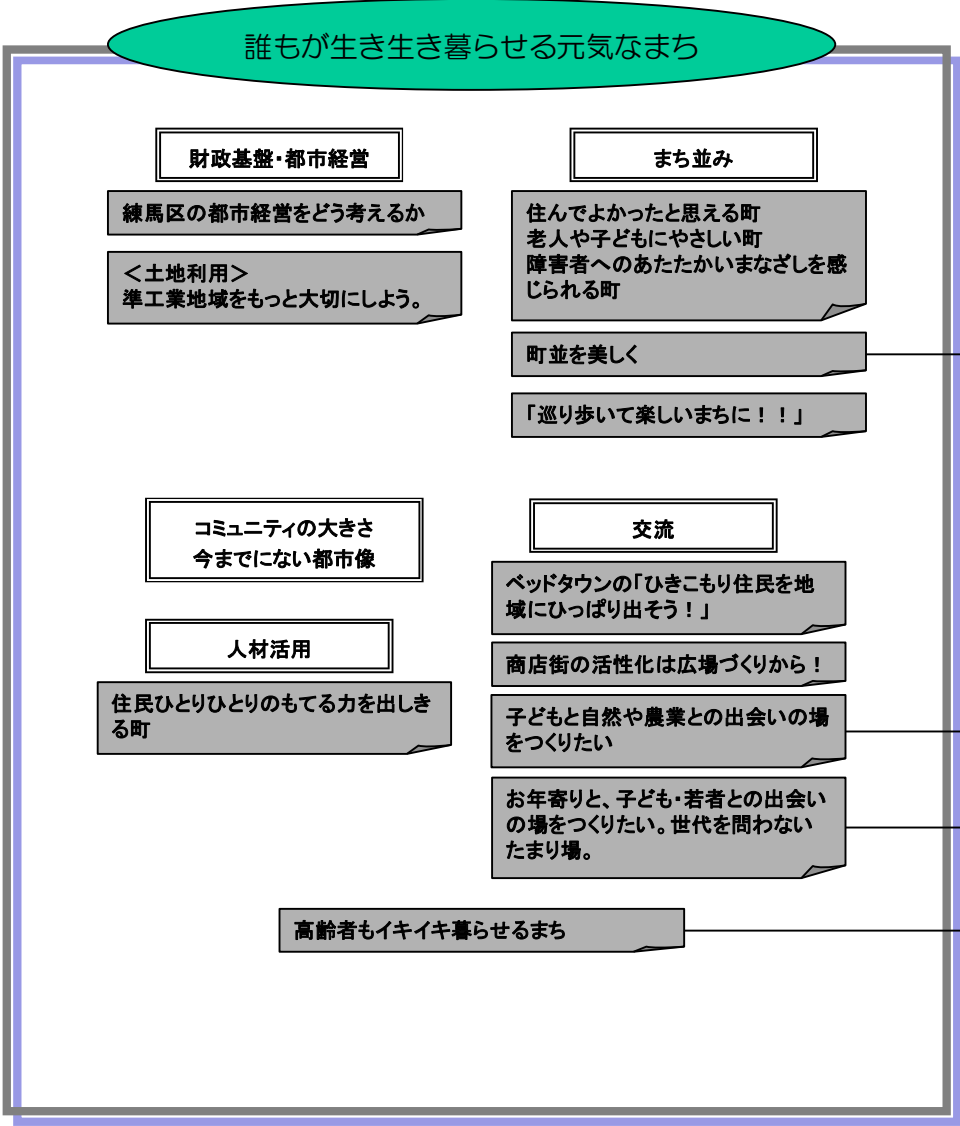 誰もが生き生き暮らせる元気なまち
財政基盤・都市経営
練馬区の都市経営をどう考えるか
＜土地利用＞
準工業地域をもっと大切にしよう。
まち並み
住んでよかったと思える町
老人や子どもにやさしい町
障害者へのあたたかいまなざしを感
じられる町
町並を美しく
「巡り歩いて楽しいまちに！！」
コミュニティの大きさ
今までにない都市像
人材活用
住民ひとりひとりのもてる力を出しき
る町
交流
ベッドタウンの「ひきこもり住民を地
域にひっぱり出そう！」
商店街の活性化は広場づくりから！
子どもと自然や農業との出会いの場
をつくりたい
お年寄りと、子ども・若者との出会い
の場をつくりたい。世代を問わない
たまり場。
高齢者もイキイキ暮らせるまち